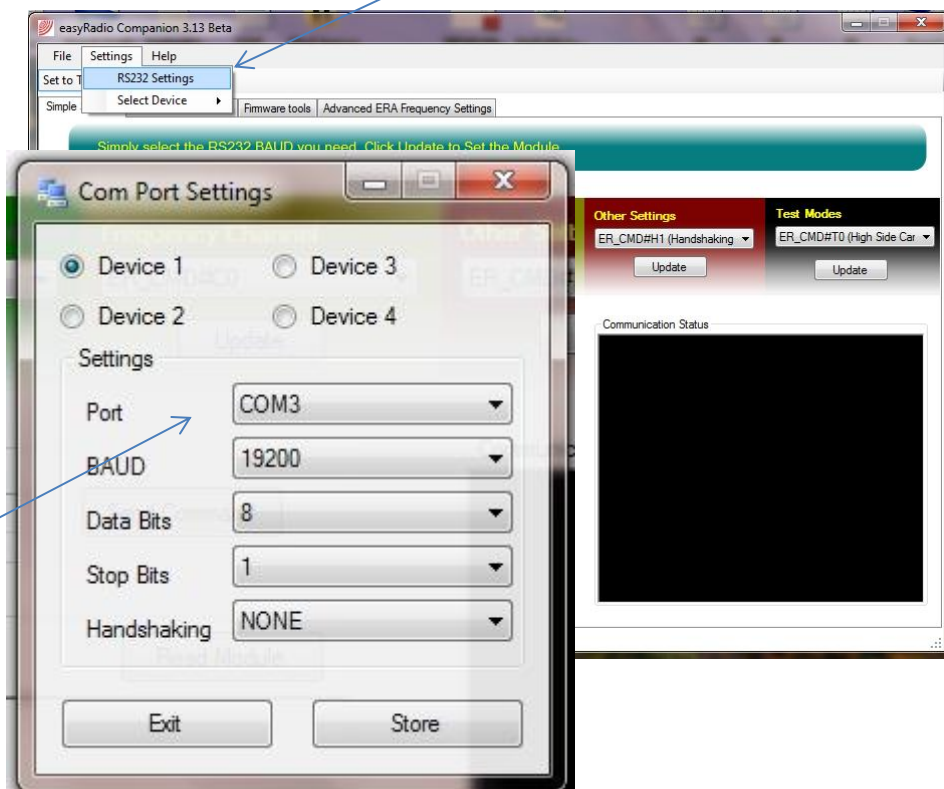 easyRadio Companion 3.13 Beta
File Settings Help
Set to T
RS232 Settings
Select Device
Simple
Firmware tools
Advanced ERA Frequency Settings
Simply select the RS232 BAUD you need. Click Update to Set the Module
Other Settings
ER_CMD#H1 (Handshaking
Update
Test Modes
ER_CMD#T0 (High Side Car
Update
Communication Status
Com Port Settings
Device 1
Device 3
Device 2
Device 4
Settings
Port
COM3
BAUD
19200
Data Bits
8
Stop Bits
1
Handshaking
NONE
Exit
Store
Update
Read Module